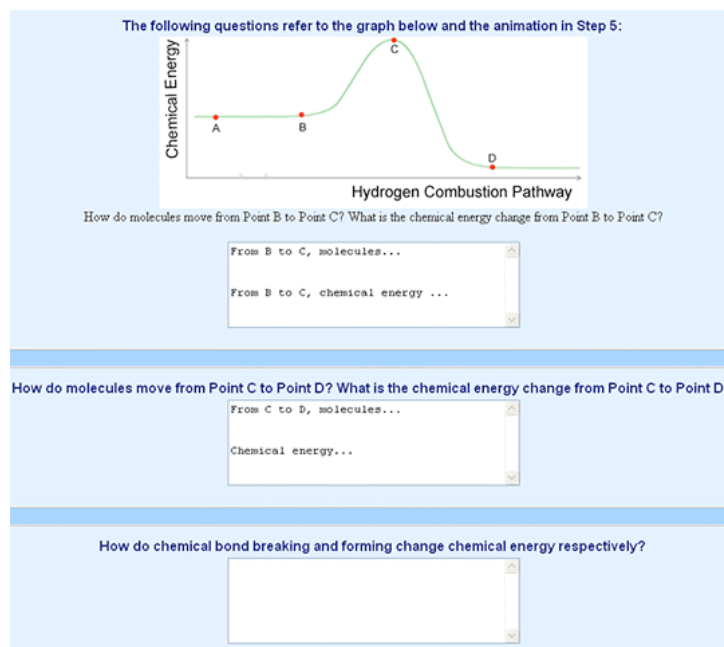 The following questions refer to the graph below and the animation in Step 5:
Chemical Energy
C
A
B
D
Hydrogen Combustion Pathway
How do molecules move from Point B to Point C? What is the chemical energy change from Point B to Point C?
From B to C, molecules...
From B to C, chemical energy ...
How do molecules move from Point C to Point D? What is the chemical energy change from Point C to Point D
From C to D, molecules...
Chemical energy...
How do chemical bond breaking and forming change chemical energy respectively?